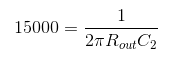 15000 = \frac{1}{2\pi R_{out}C_2}